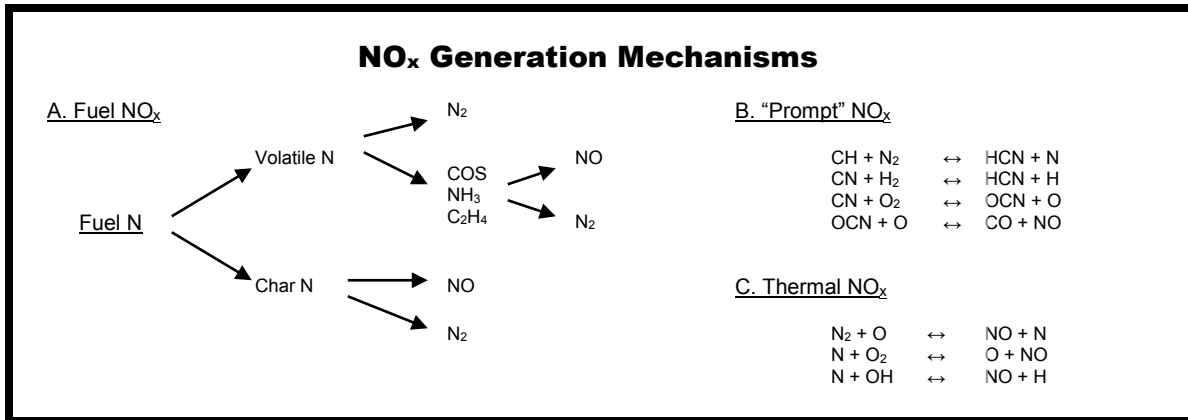 NOₓ Generation Mechanisms
A. Fuel NOₓ
N₂
Volatile N
NO
COS
NH₃
C₂H₄
N₂
Fuel N
Char N
NO
N₂
B. “Prompt” NOₓ
CH + N₂ ↔ HCN + N
CN + H₂ ↔ HCN + H
CN + O₂ ↔ OCN + O
OCN + O ↔ CO + NO
C. Thermal NOₓ
N₂ + O ↔ NO + N
N + O₂ ↔ O + NO
N + OH ↔ NO + H